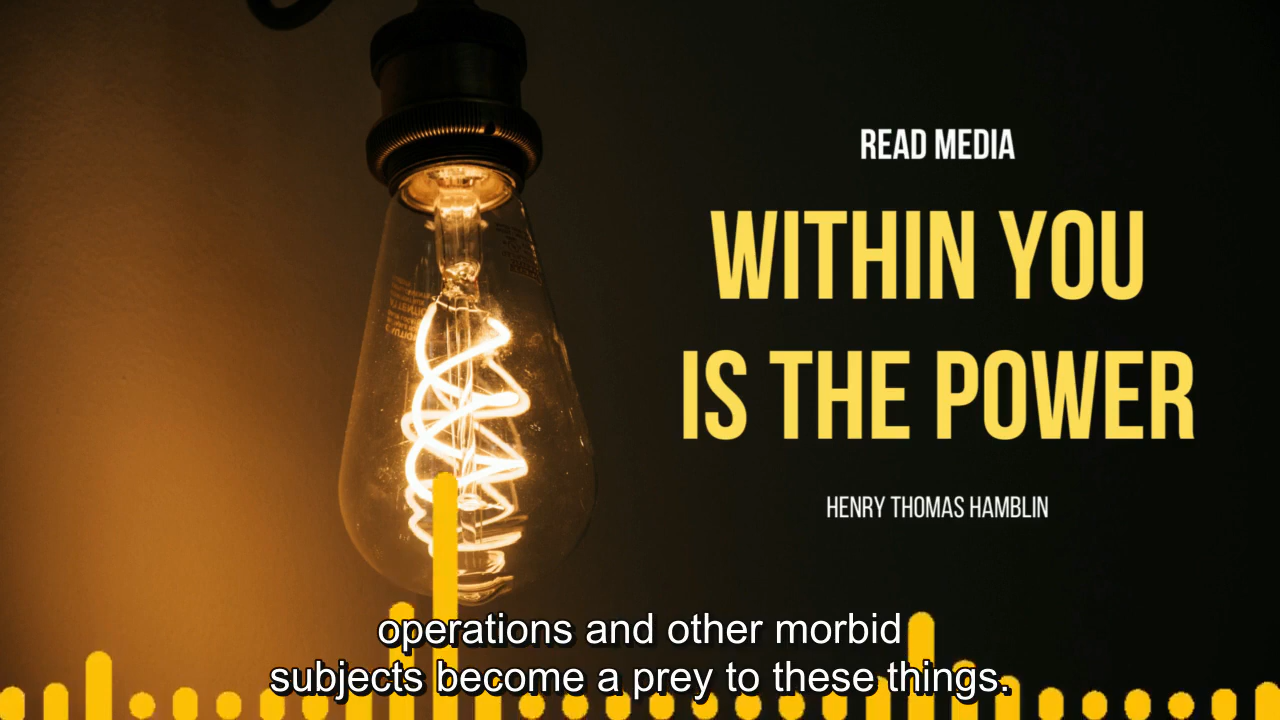 READ MEDIA
WITHIN YOU
IS THE POWER
HENRY THOMAS HAMBLIN
operations and other morbid
subjects become a prey to these things.